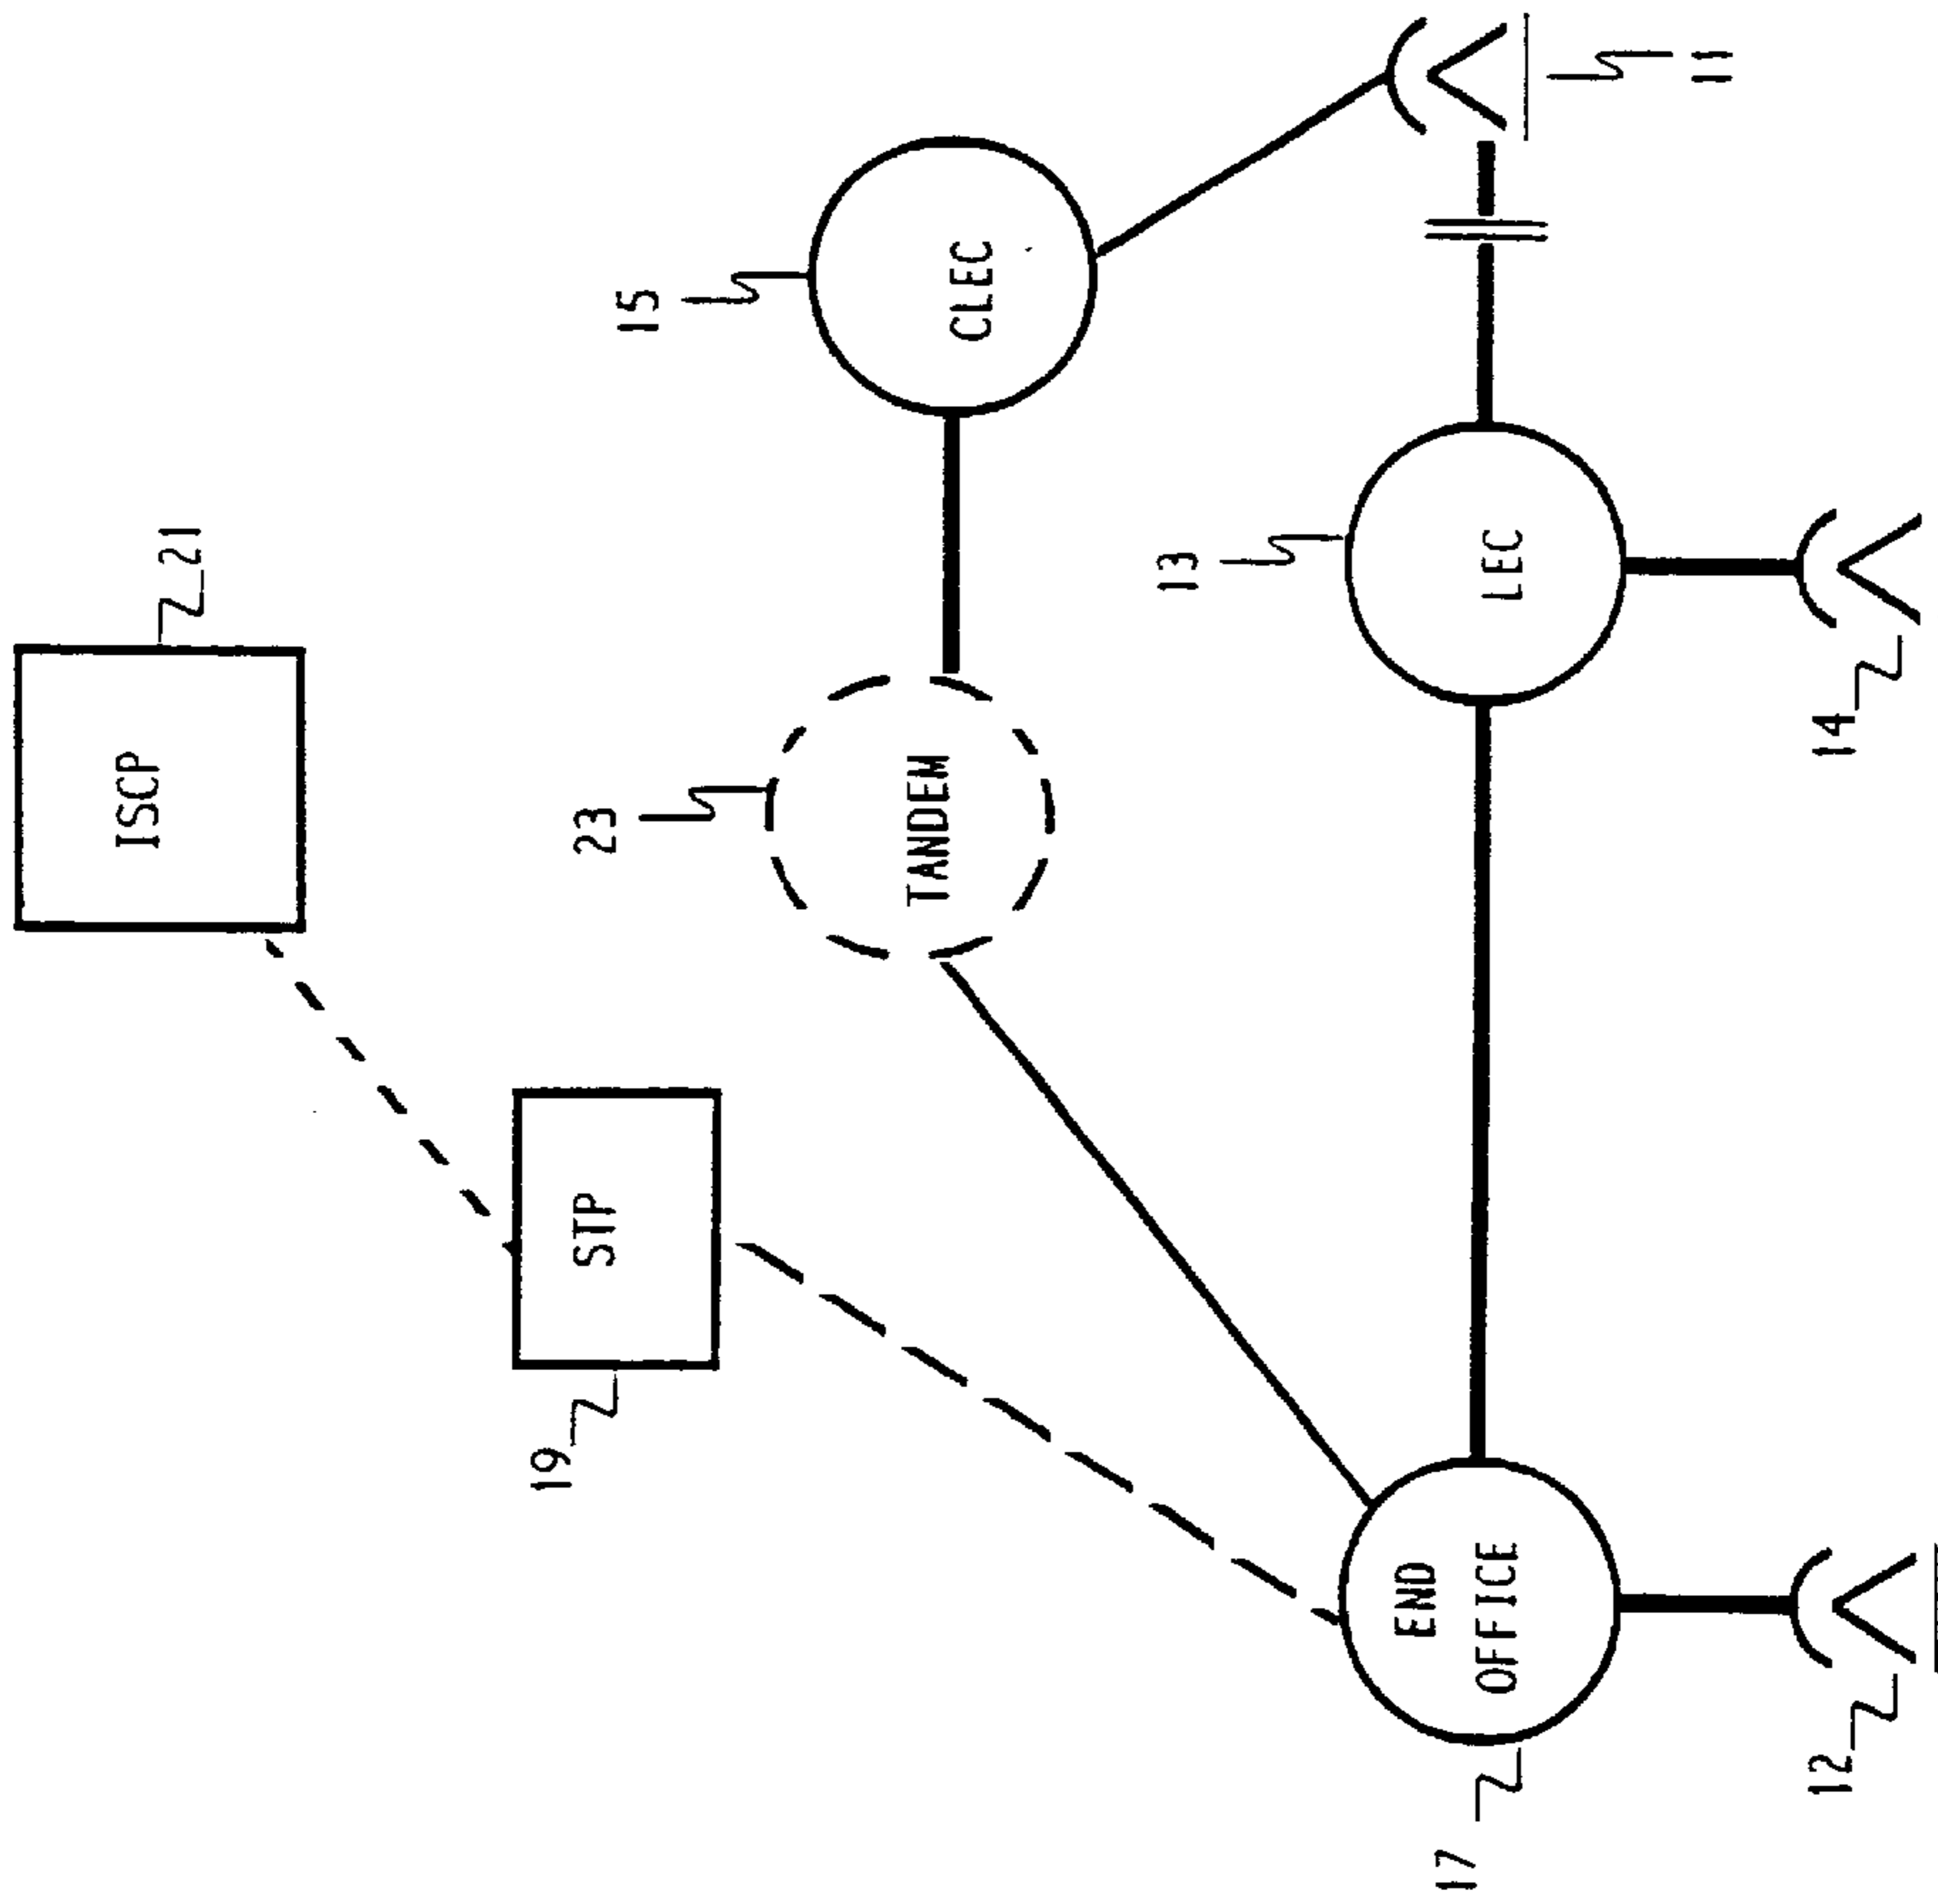 ISCP
21
19
STP
23
15
TANDEM
CLEC
13
17
END
OFFICE
LEC
11
12
14